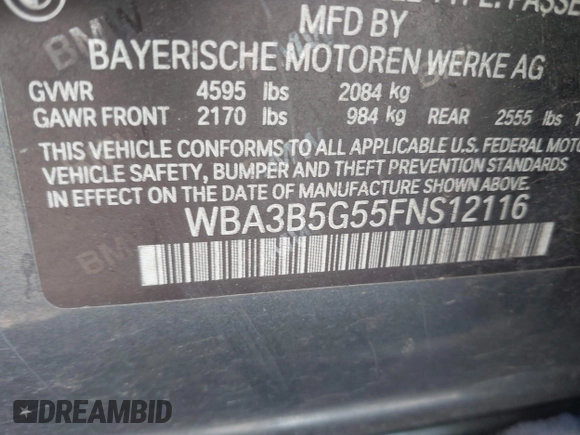 MFD BY
BAYERISCHE MOTOREN WERKE AG
GVWR 4595 lbs 2084 kg
GAWR FRONT 2170 lbs 984 kg REAR 2555 lbs
THIS VEHICLE CONFORMS TO ALL APPLICABLE U.S. FEDERAL
VEHICLE SAFETY, BUMPER AND THEFT PREVENTION STANDARDS
IN EFFECT ON THE DATE OF MANUFACTURE SHOWN ABOVE.
WBA3B5G55FNS12116
DREAMBID